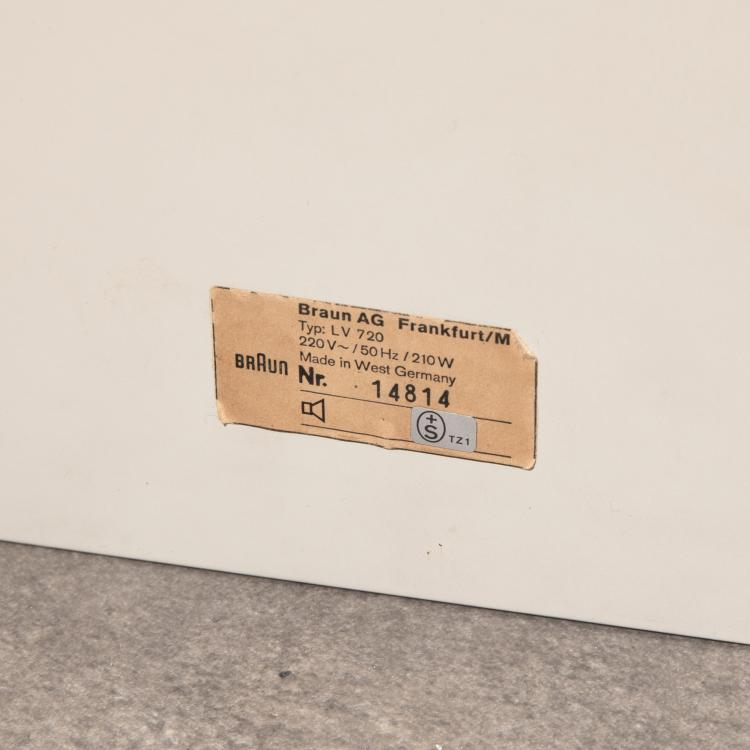 Braun AG Frankfurt/M
Typ: LV 720
220V~/50Hz/210W
Made in West Germany
BRAUN
Nr. 14814
+S TZ1